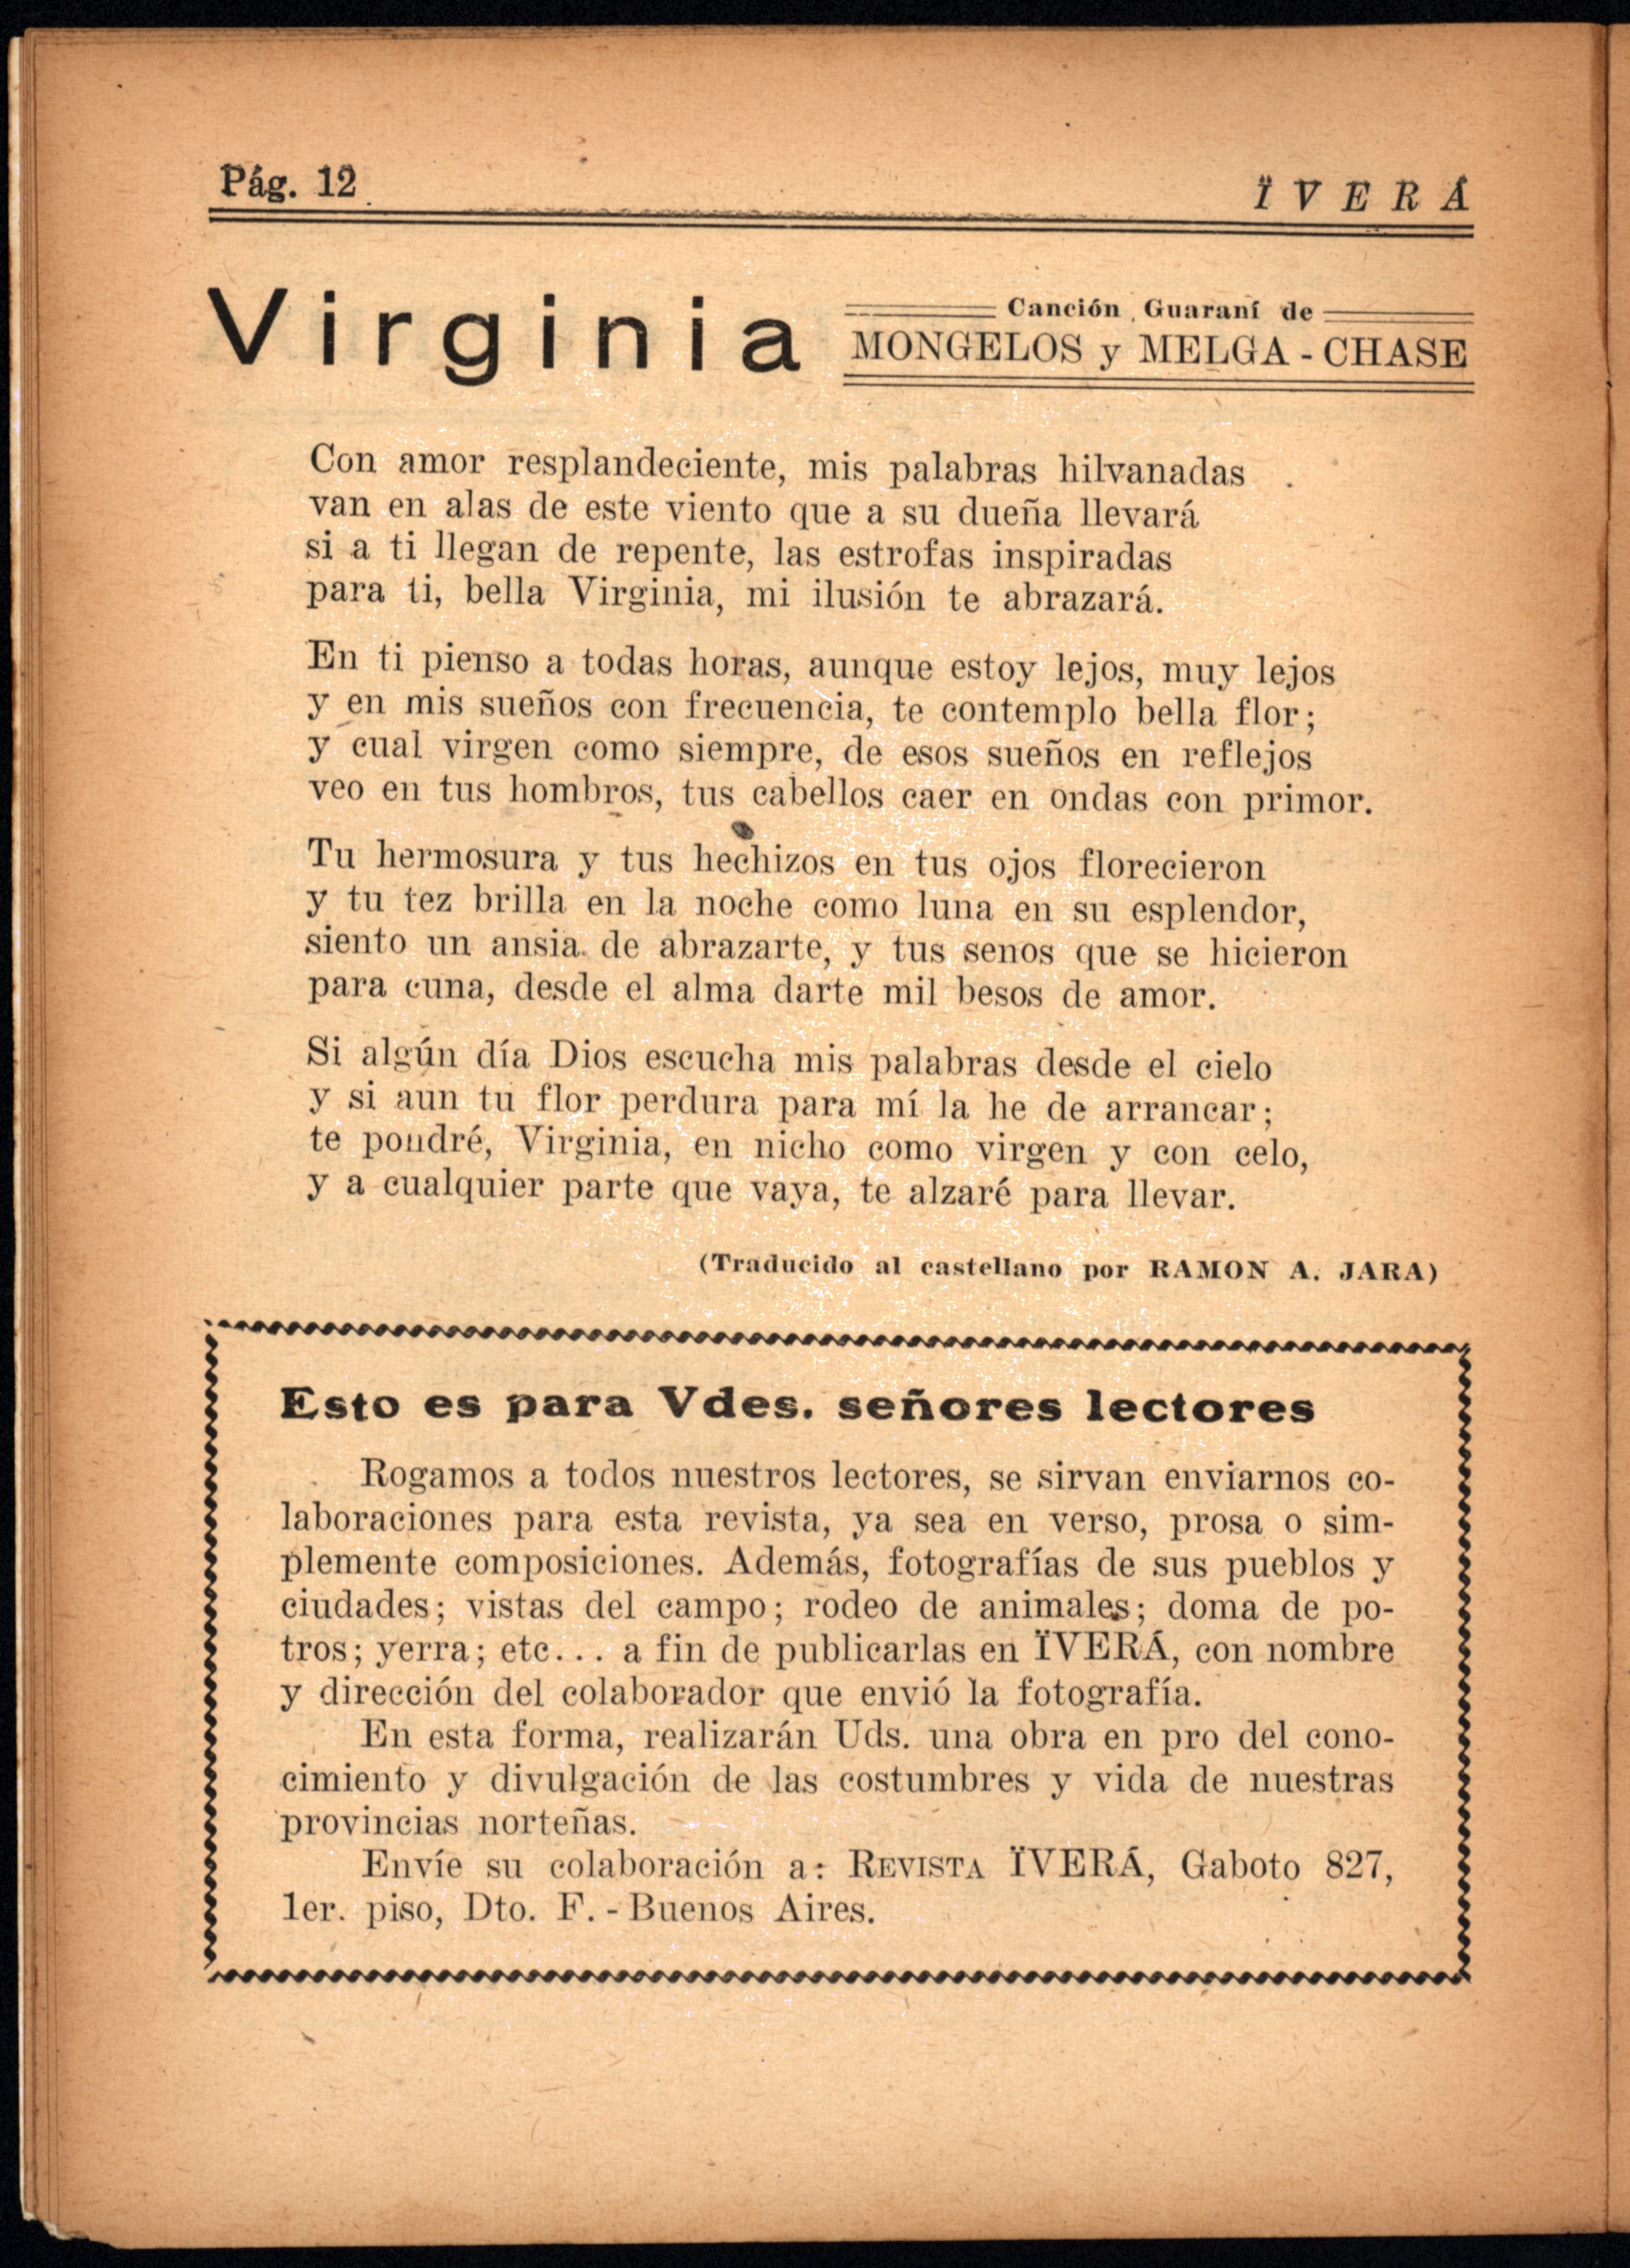 Pág. 12
ÏVERÁ
Virginia
Canción Guaraní de
MONGELOS y MELGA - CHASE
Con amor resplandeciente, mis palabras hilvanadas
van en alas de este viento que a su dueña llevará
si a ti llegan de repente, las estrofas inspiradas
para ti, bella Virginia, mi ilusión te abrazará.
En ti pienso a todas horas, aunque estoy lejos, muy lejos
y en mis sueños con frecuencia, te contemplo bella flor;
y cual virgen como siempre, de esos sueños en reflejos
veo en tus hombros, tus cabellos caer en ondas con primor.
Tu hermosura y tus hechizos en tus ojos florecieron
y tu tez brilla en la noche como luna en su esplendor,
siento un ansia de abrazarte, y tus senos que se hicieron
para cuna, desde el alma darte mil besos de amor.
Si algún día Dios escucha mis palabras desde el cielo
y si aun tu flor perdura para mí la he de arrancar;
te pondré, Virginia, en nicho como virgen y con celo,
y a cualquier parte que vaya, te alzaré para llevar.
(Traducido al castellano por RAMON A. JARA)
Esto es para Vdes. señores lectores
Rogamos a todos nuestros lectores, se sirvan enviarnos co-
laboraciones para esta revista, ya sea en verso, prosa o sim-
plemente composiciones. Además, fotografías de sus pueblos y
ciudades; vistas del campo; rodeo de animales; doma de po-
tros; yerra; etc... a fin de publicarlas en ÏVERÁ, con nombre
y dirección del colaborador que envió la fotografía.
En esta forma, realizarán Uds. una obra en pro del cono-
cimiento y divulgación de las costumbres y vida de nuestras
provincias norteñas.
Envíe su colaboración a: REVISTA ÏVERÁ, Gaboto 827,
1er. piso, Dto. F. - Buenos Aires.